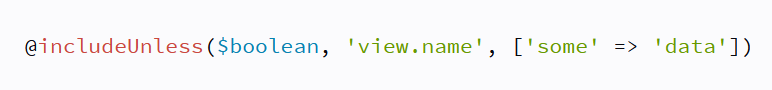 @includeUnless($boolean, 'view.name', ['some' => 'data'])